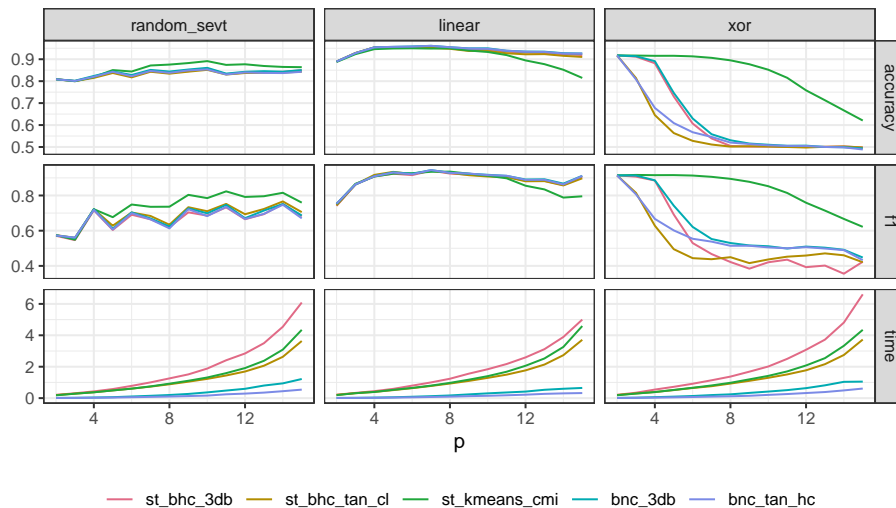 random_sevt linear xor
0.9
0.8
0.7
0.6
0.5
accuracy
0.8
0.6
0.4
f1
6
4
2
0
time
4 8 12 4 8 12 4 8 12
p
st_bhc_3db st_bhc_tan_cl st_kmeans_cmi bnc_3db bnc_tan_hc